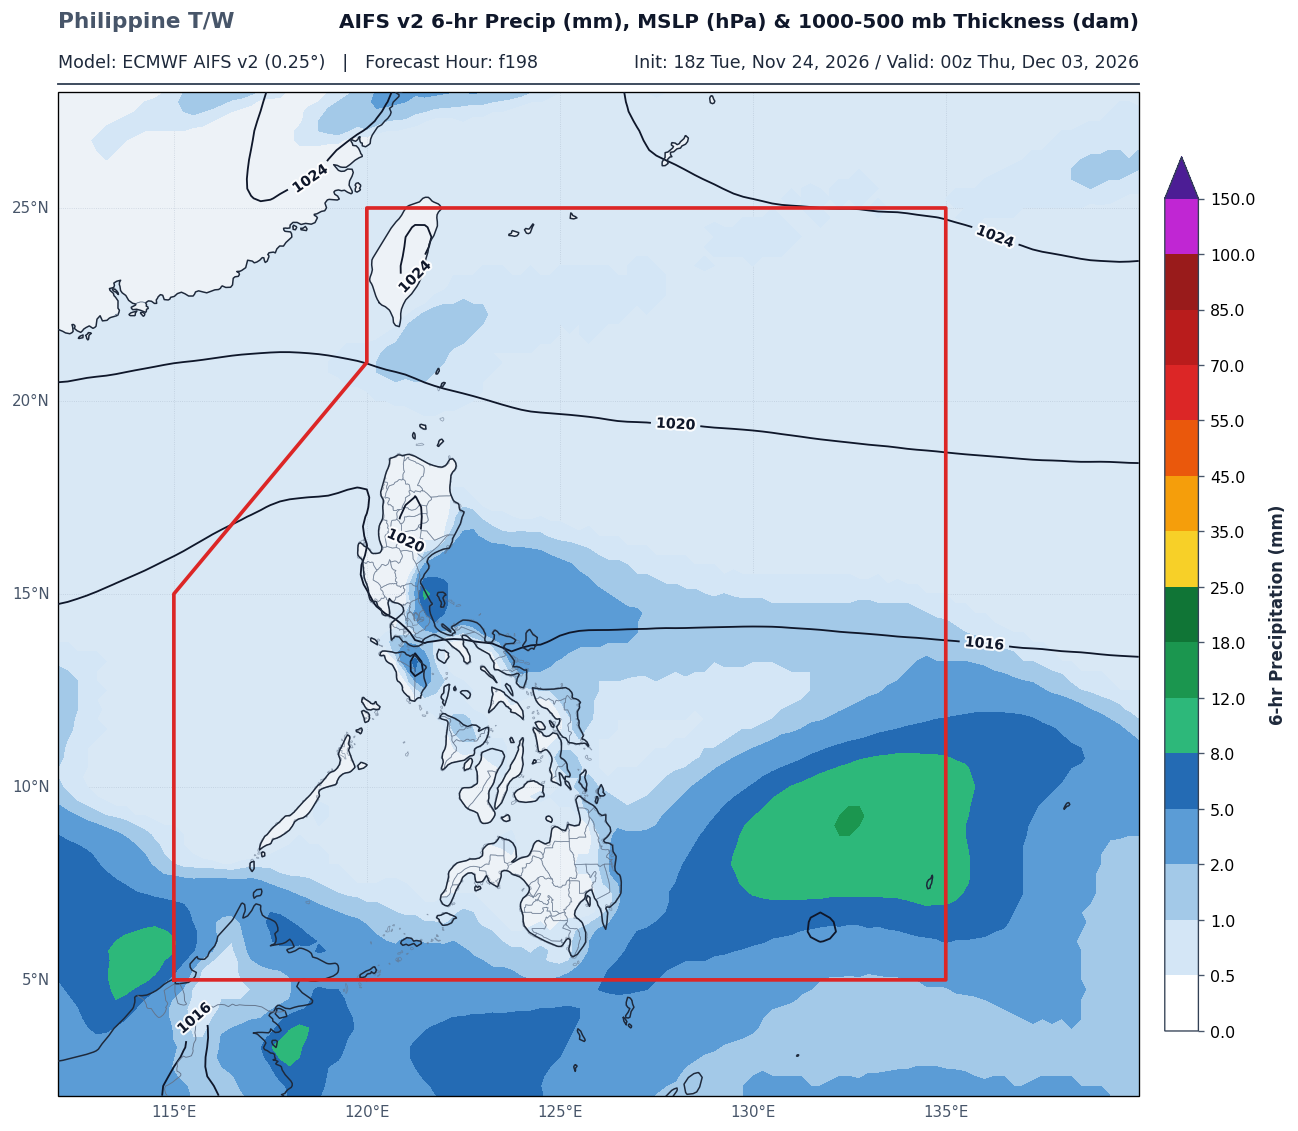 Philippine T/W
AIFS v2 6-hr Precip (mm), MSLP (hPa) & 1000-500 mb Thickness (dam)
Model: ECMWF AIFS v2 (0.25°) | Forecast Hour: f198
Init: 18z Tue, Nov 24, 2026 / Valid: 00z Thu, Dec 03, 2026
1024
1024
1024
1020
1020
1016
1016
25°N
20°N
15°N
10°N
5°N
115°E
120°E
125°E
130°E
135°E
150.0
100.0
85.0
70.0
55.0
45.0
35.0
25.0
18.0
12.0
8.0
5.0
2.0
1.0
0.5
0.0
6-hr Precipitation (mm)